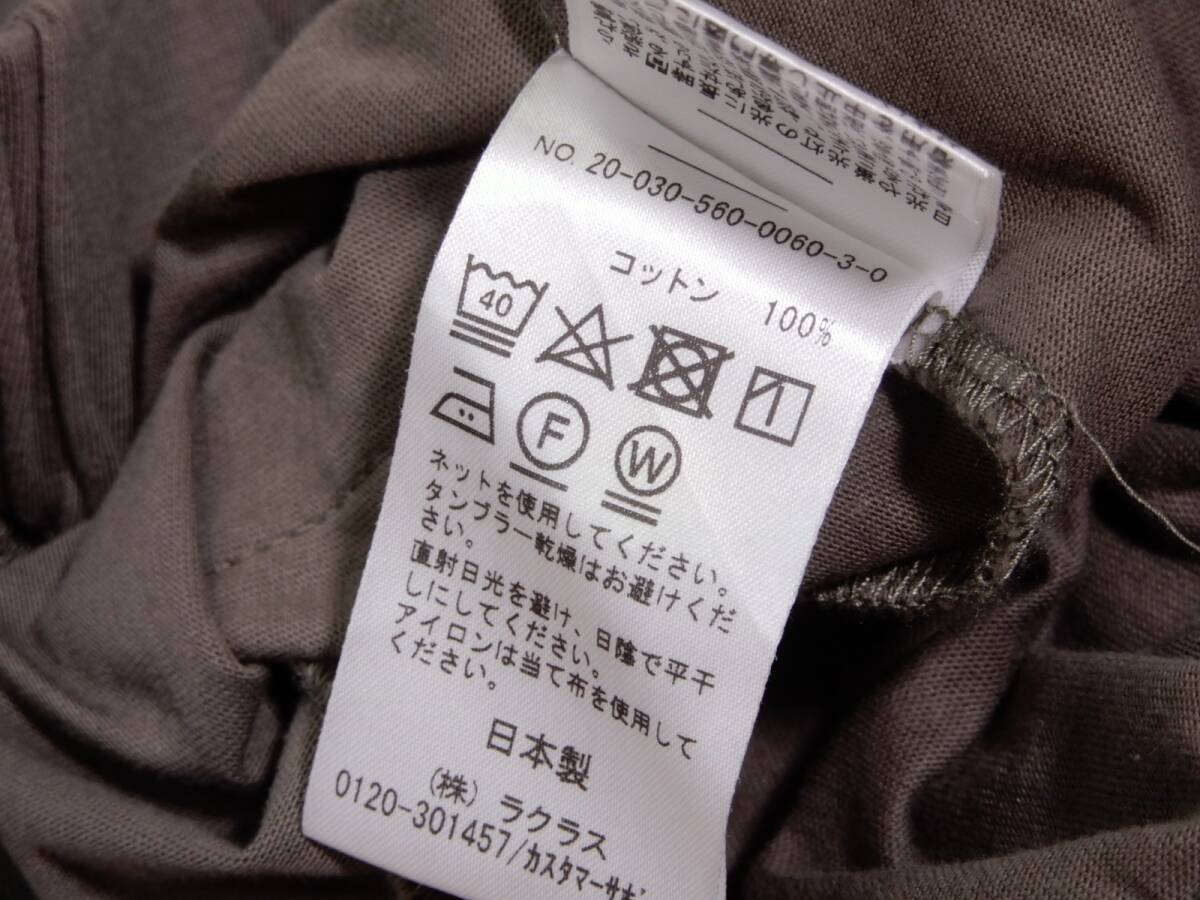 NO. 20-030-560-0060-3-0
コットン 100%
40
F W
ネットを使用してください。
タンブラー乾燥はお避けくだ
さい。
直射日光を避け、日陰で平干
しにしてください。
アイロンは当て布を使用して
ください。
日本製
(株) ラクラス
0120-301457/カスタマーサポ